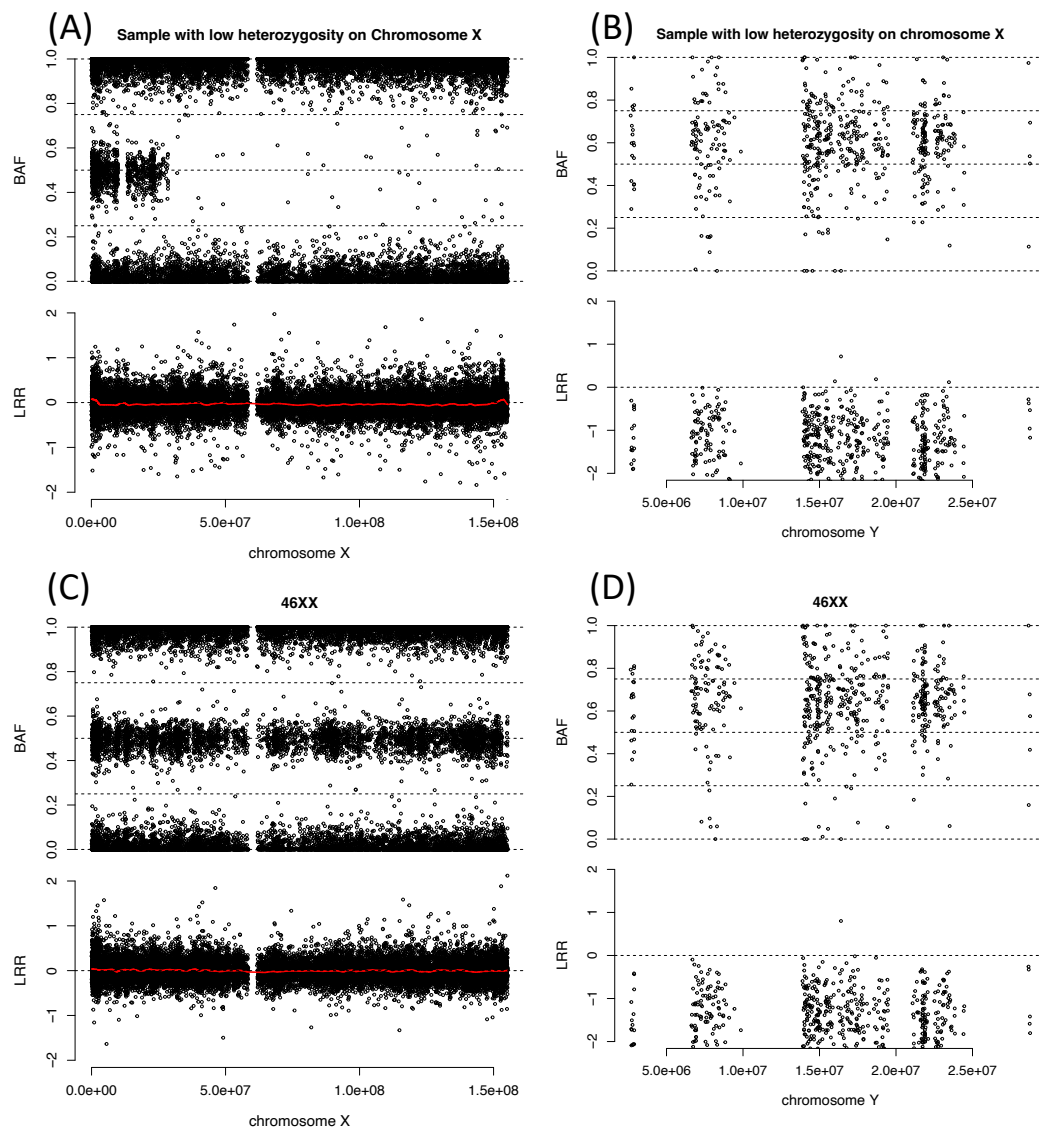 (A)
Sample with low heterozygosity on Chromosome X
BAF
0.0 0.2 0.4 0.6 0.8 1.0
LRR
−2 −1 0 1 2
0.0e+00 5.0e+07 1.0e+08 1.5e+08
chromosome X
(B)
Sample with low heterozygosity on chromosome X
BAF
0.0 0.2 0.4 0.6 0.8 1.0
LRR
−2 −1 0 1 2
5.0e+06 1.0e+07 1.5e+07 2.0e+07 2.5e+07
chromosome Y
(C)
46XX
BAF
0.0 0.2 0.4 0.6 0.8 1.0
LRR
−2 −1 0 1 2
0.0e+00 5.0e+07 1.0e+08 1.5e+08
chromosome X
(D)
46XX
BAF
0.0 0.2 0.4 0.6 0.8 1.0
LRR
−2 −1 0 1 2
5.0e+06 1.0e+07 1.5e+07 2.0e+07 2.5e+07
chromosome Y